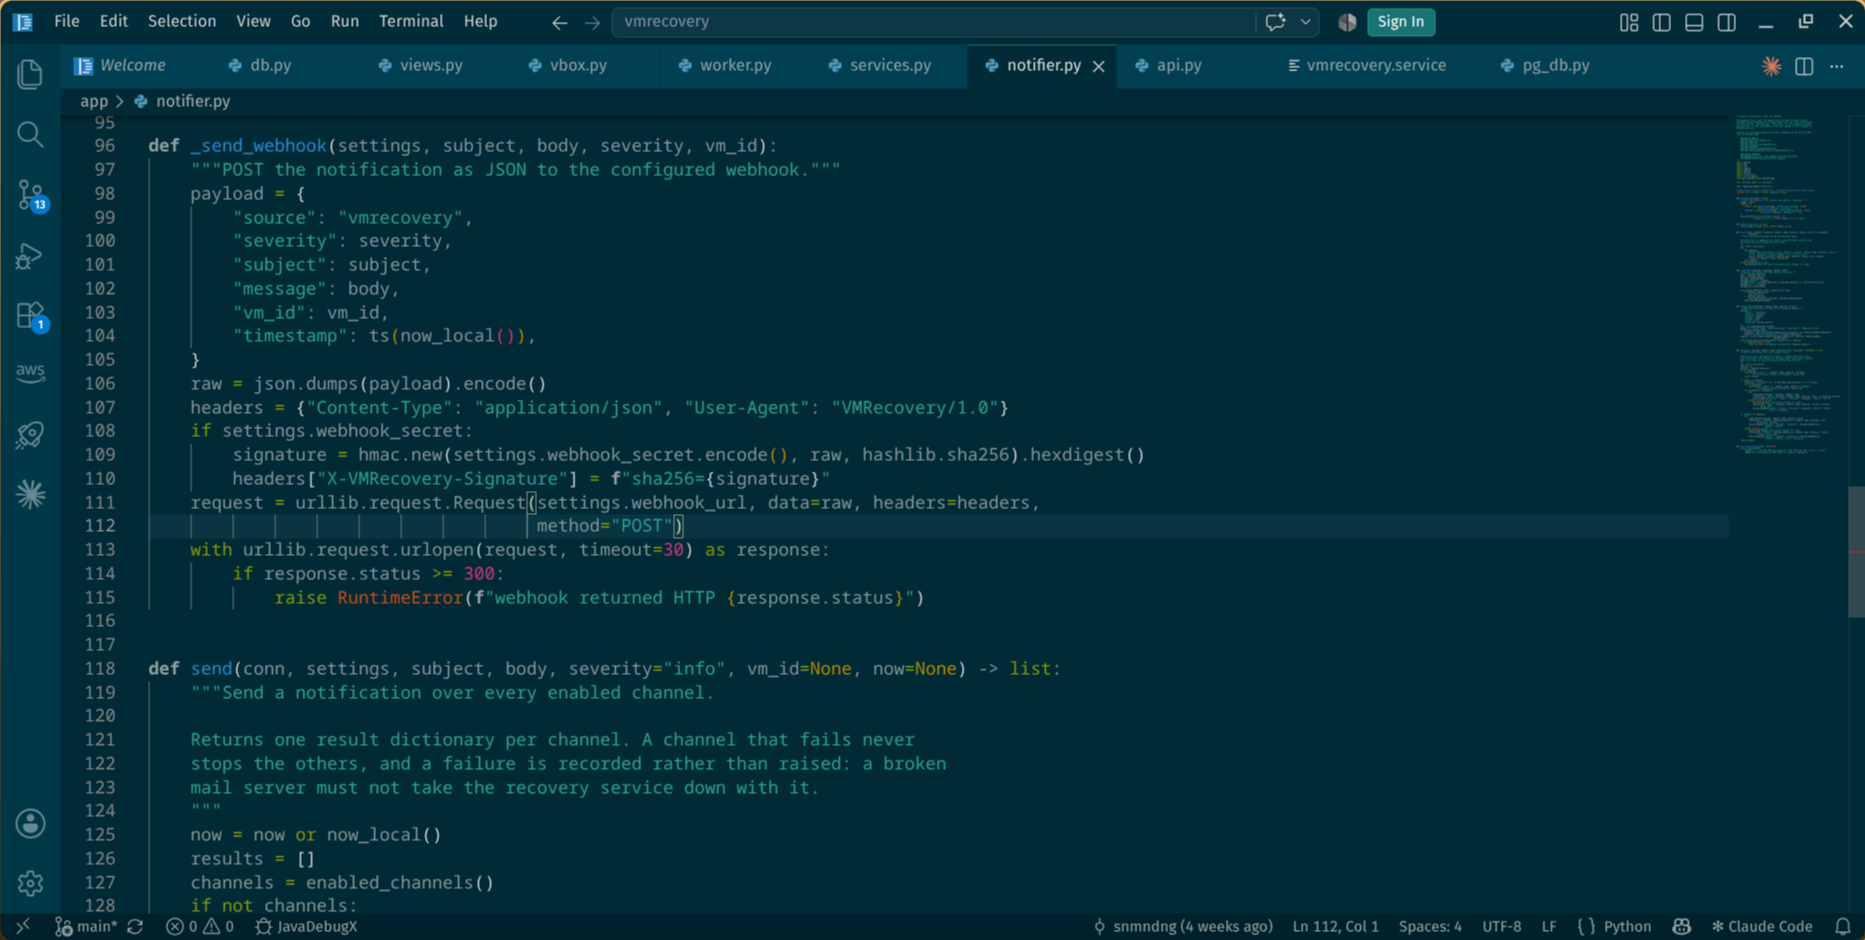 File Edit Selection View Go Run Terminal Help
vmrecovery
Sign In
Welcome
db.py
views.py
vbox.py
worker.py
services.py
notifier.py
api.py
vmrecovery.service
pg_db.py
app > notifier.py
95
96 def _send_webhook(settings, subject, body, severity, vm_id):
97 """POST the notification as JSON to the configured webhook."""
98 payload = {
99 "source": "vmrecovery",
100 "severity": severity,
101 "subject": subject,
102 "message": body,
103 "vm_id": vm_id,
104 "timestamp": ts(now_local()),
105 }
106 raw = json.dumps(payload).encode()
107 headers = {"Content-Type": "application/json", "User-Agent": "VMRecovery/1.0"}
108 if settings.webhook_secret:
109 signature = hmac.new(settings.webhook_secret.encode(), raw, hashlib.sha256).hexdigest()
110 headers["X-VMRecovery-Signature"] = f"sha256={signature}"
111 request = urllib.request.Request(settings.webhook_url, data=raw, headers=headers,
112 method="POST")
113 with urllib.request.urlopen(request, timeout=30) as response:
114 if response.status >= 300:
115 raise RuntimeError(f"webhook returned HTTP {response.status}")
116
117
118 def send(conn, settings, subject, body, severity="info", vm_id=None, now=None) -> list:
119 """Send a notification over every enabled channel.
120
121 Returns one result dictionary per channel. A channel that fails never
122 stops the others, and a failure is recorded rather than raised: a broken
123 mail server must not take the recovery service down with it.
124 """
125 now = now or now_local()
126 results = []
127 channels = enabled_channels()
128 if not channels:
13
1
aws
main* 0 0 JavaDebugX snmndng (4 weeks ago) Ln 112, Col 1 Spaces: 4 UTF-8 LF { } Python Claude Code